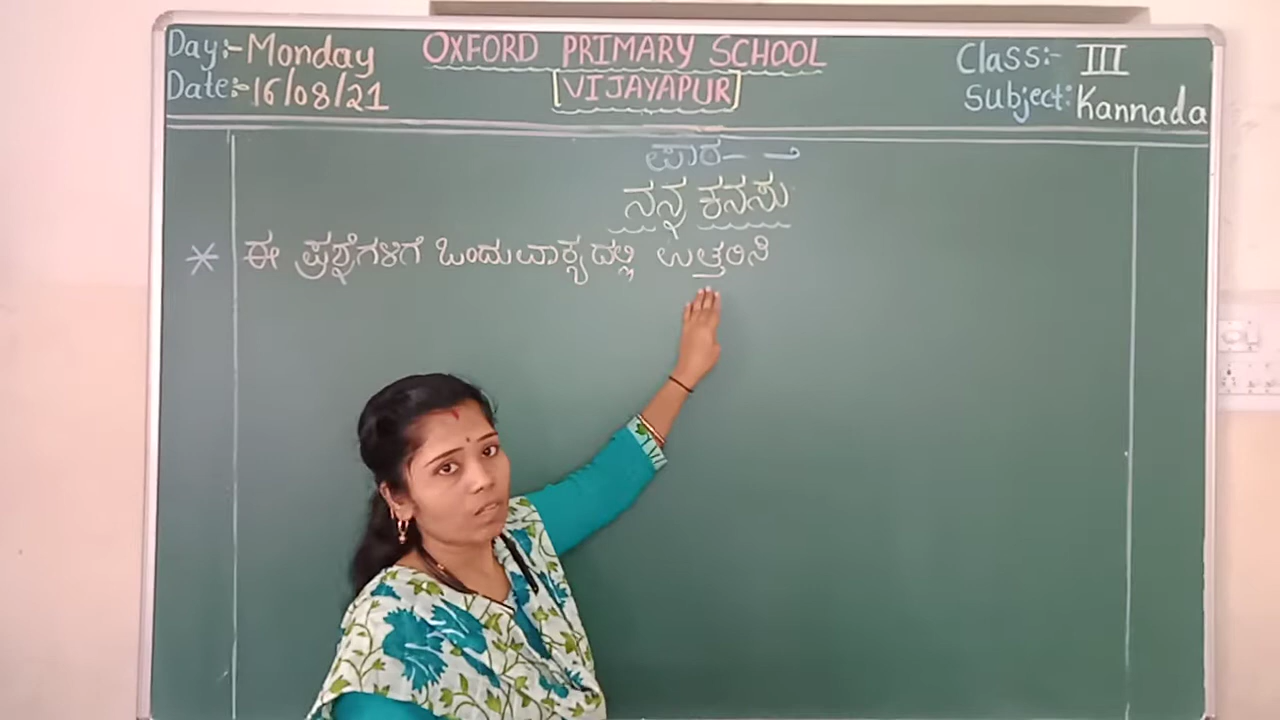 Day:- Monday
OXFORD PRIMARY SCHOOL
Class:- III
Date:- 16/08/21
VIJAYAPUR
Subject: Kannada
ಪಾಠ-
ನನ್ನ ಕನಸು
* ಈ ಪ್ರಶ್ನೆಗಳಿಗೆ ಒಂದುವಾಕ್ಯದಲ್ಲಿ ಉತ್ತರಿಸಿ